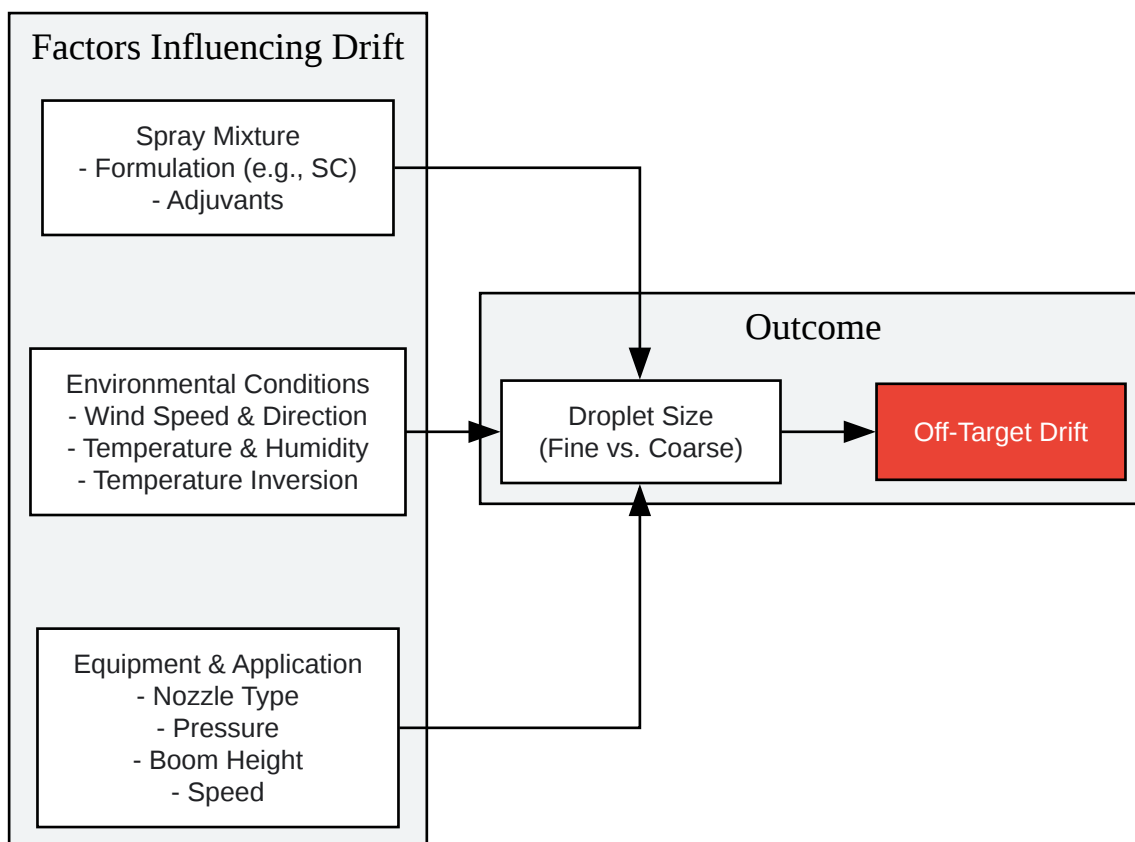 Factors Influencing Drift
Spray Mixture
- Formulation (e.g., SC)
- Adjuvants
Environmental Conditions
- Wind Speed & Direction
- Temperature & Humidity
- Temperature Inversion
Equipment & Application
- Nozzle Type
- Pressure
- Boom Height
- Speed
Outcome
Droplet Size
(Fine vs. Coarse)
Off-Target Drift